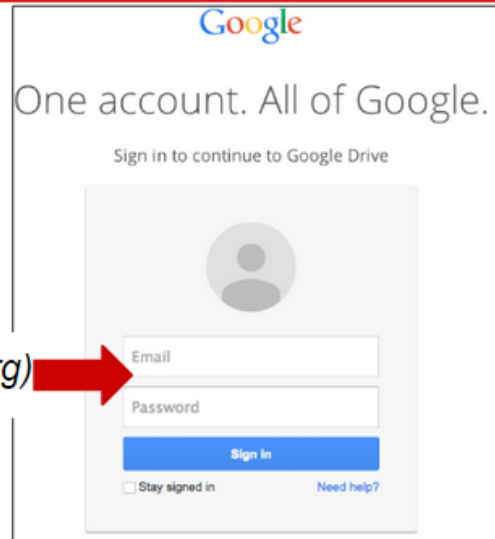 Google
One account. All of Google.
Sign in to continue to Google Drive
Email
rg)
Password
Sign in
Stay signed in Need help?